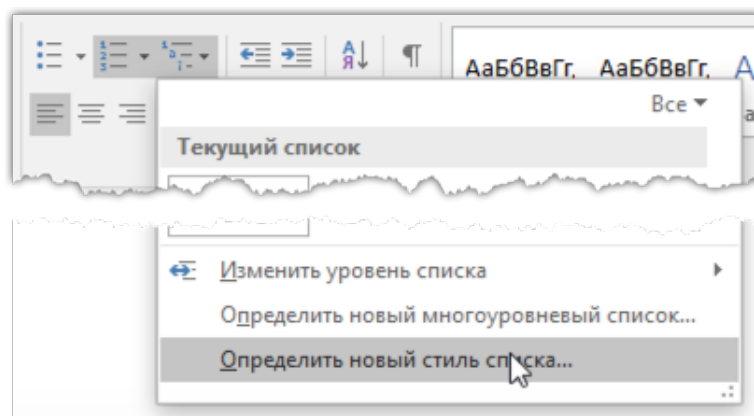 АаБбВвГг, АаБбВвГг, А
Все
Текущий список
Изменить уровень списка
Определить новый многоуровневый список...
Определить новый стиль списка...